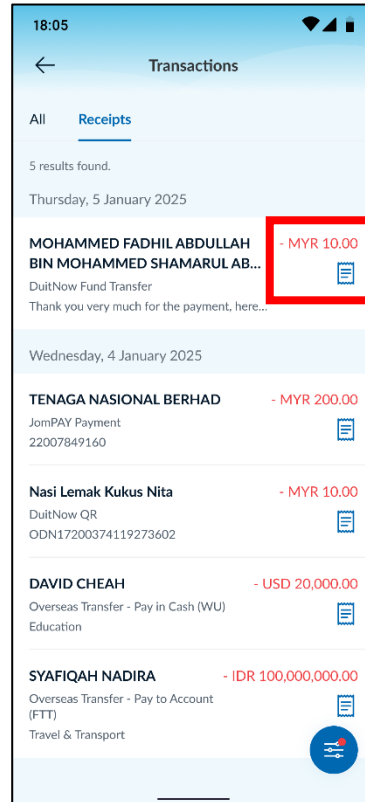 18:05
Transactions
All Receipts
5 results found.
Thursday, 5 January 2025
MOHAMMED FADHIL ABDULLAH - MYR 10.00
BIN MOHAMMED SHAMARUL AB...
DuitNow Fund Transfer
Thank you very much for the payment, here...
Wednesday, 4 January 2025
TENAGA NASIONAL BERHAD - MYR 200.00
JomPAY Payment
22007849160
Nasi Lemak Kukus Nita - MYR 10.00
DuitNow QR
ODN17200374119273602
DAVID CHEAH - USD 20,000.00
Overseas Transfer - Pay in Cash (WU)
Education
SYAFIQAH NADIRA - IDR 100,000,000.00
Overseas Transfer - Pay to Account
(FTT)
Travel & Transport